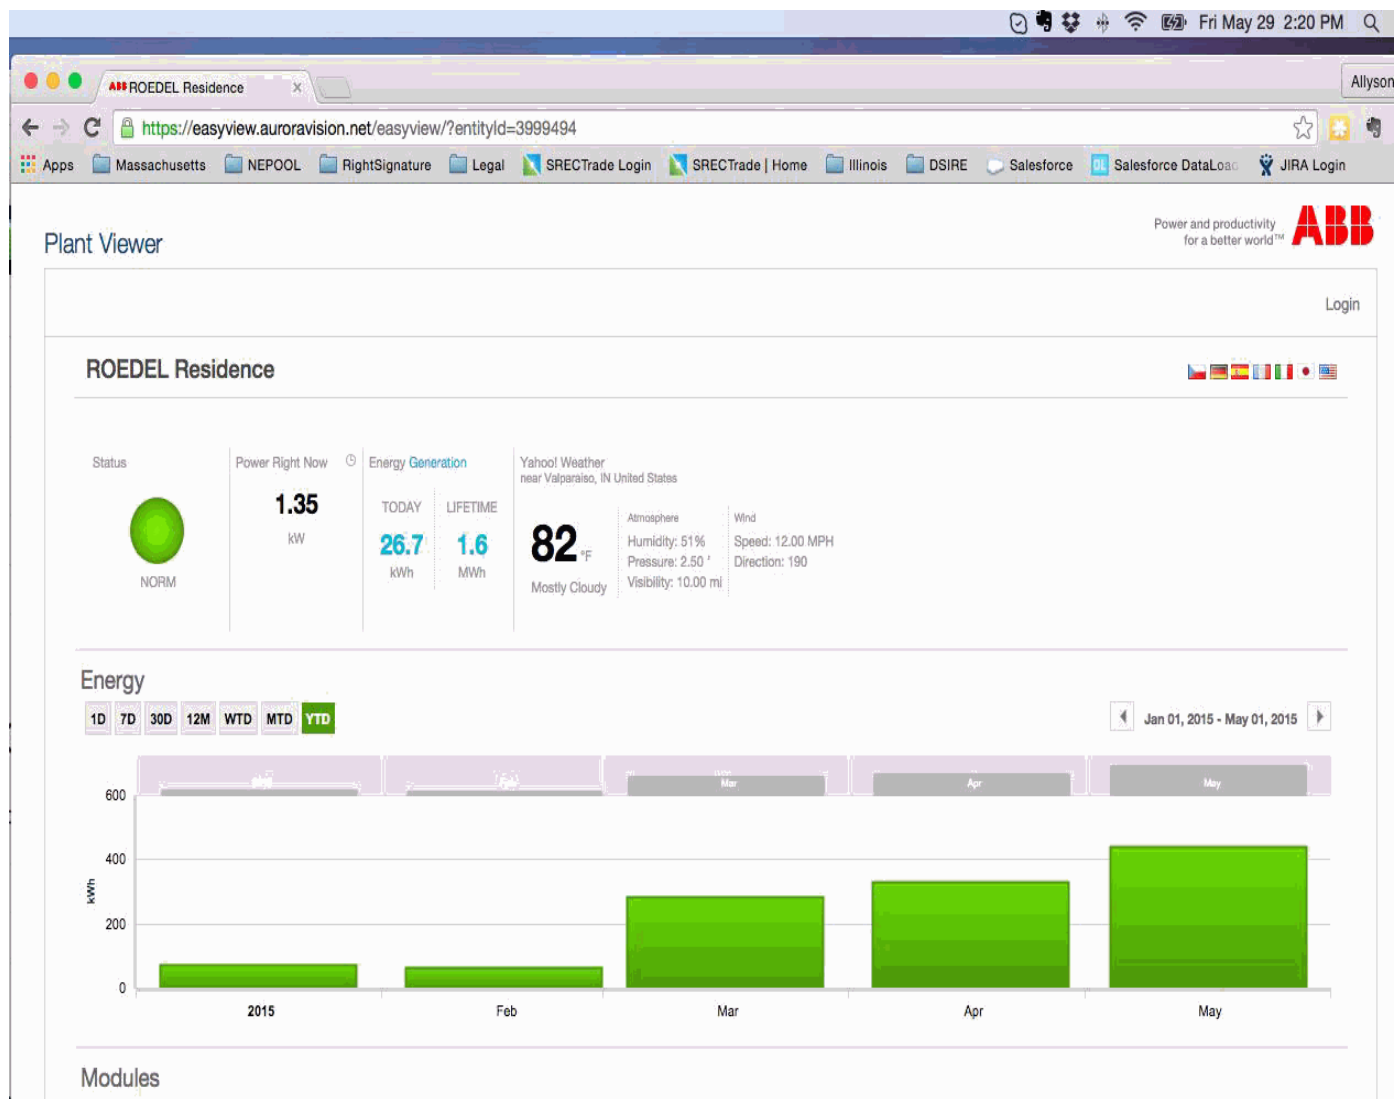 Fri May 29 2:20 PM
ABB ROEDEL Residence x
Allyson
https://easyview.auroravision.net/easyview/?entityId=3999494
Apps Massachusetts NEPOOL RightSignature Legal SRECTrade Login SRECTrade | Home Illinois DSIRE Salesforce Salesforce DataLoad JIRA Login
Plant Viewer
Power and productivity
for a better world™
ABB
Login
ROEDEL Residence
Status
NORM
Power Right Now
1.35
kW
Energy Generation
TODAY LIFETIME
26.7 1.6
kWh MWh
Yahoo! Weather
near Valparaiso, IN United States
82 °F
Mostly Cloudy
Atmosphere
Humidity: 51%
Pressure: 2.50 '
Visibility: 10.00 mi
Wind
Speed: 12.00 MPH
Direction: 190
Energy
1D 7D 30D 12M WTD MTD YTD
Jan 01, 2015 - May 01, 2015
Feb Mar Apr May
600
400
200
0
kWh
2015 Feb Mar Apr May
Modules